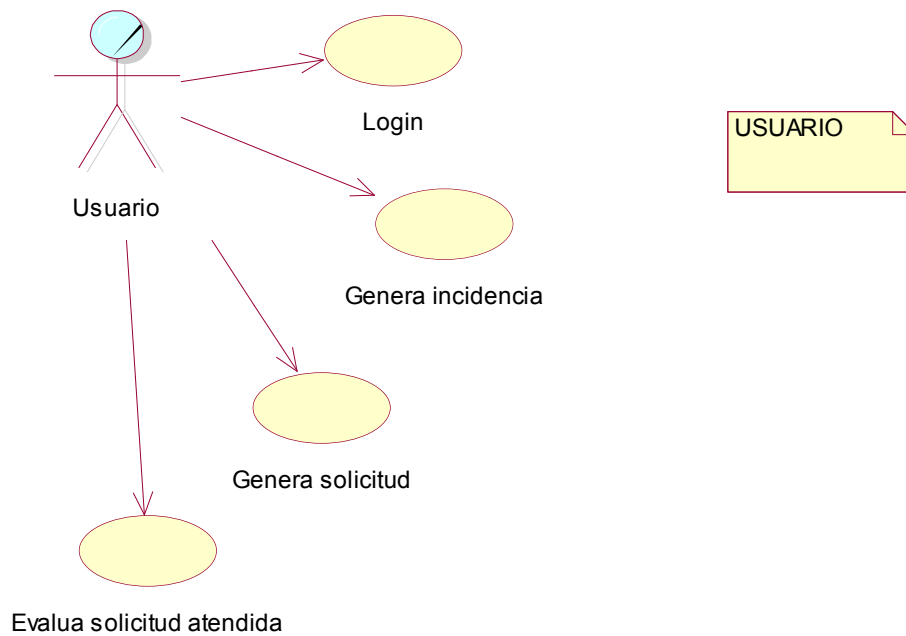 Login
USUARIO
Usuario
Genera incidencia
Genera solicitud
Evalua solicitud atendida